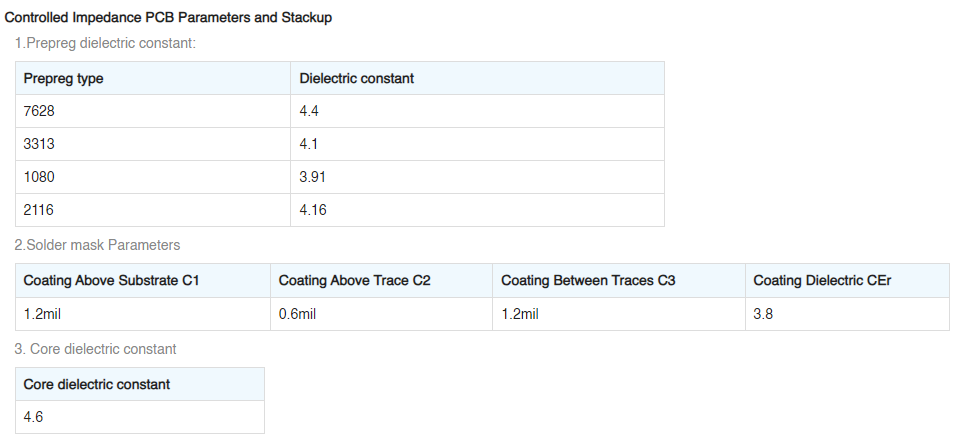 Controlled Impedance PCB Parameters and Stackup
1.Prepreg dielectric constant:
Prepreg type Dielectric constant
7628 4.4
3313 4.1
1080 3.91
2116 4.16
2.Solder mask Parameters
Coating Above Substrate C1 Coating Above Trace C2 Coating Between Traces C3 Coating Dielectric CEr
1.2mil 0.6mil 1.2mil 3.8
3. Core dielectric constant
Core dielectric constant
4.6